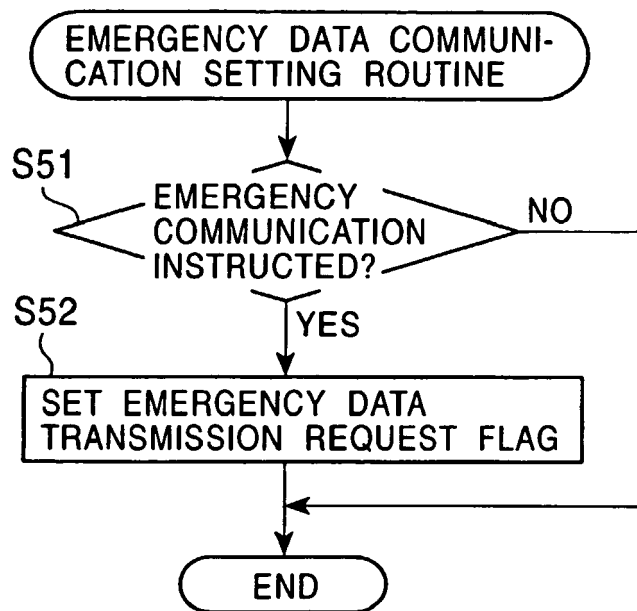 EMERGENCY DATA COMMUNI-
CATION SETTING ROUTINE
S51
EMERGENCY
COMMUNICATION
INSTRUCTED?
NO
YES
S52
SET EMERGENCY DATA
TRANSMISSION REQUEST FLAG
END